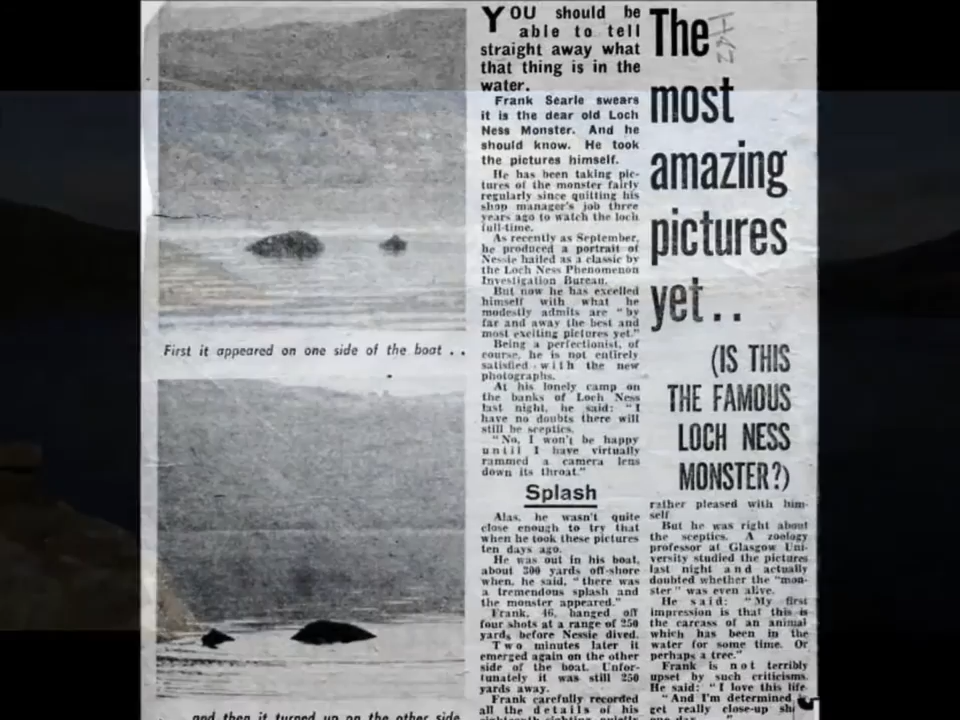 First it appeared on one side of the boat . .
and then it turned up on the other side
YOU should be
able to tell
straight away what
that thing is in the
water.
Frank Searle swears
it is the dear old Loch
Ness Monster. And he
should know. He took
the pictures himself.
He has been taking pic-
tures of the monster fairly
regularly since quitting his
shop manager's job three
years ago to watch the loch
full-time.
As recently as September,
he produced a portrait of
Nessie hailed as a classic by
the Loch Ness Phenomenon
Investigation Bureau.
But now he has excelled
himself with what he
modestly admits are "by
far and away the best and
most exciting pictures yet."
Being a perfectionist, of
course, he is not entirely
satisfied with the new
photographs.
At his lonely camp on
the banks of Loch Ness
last night, he said: "I
have no doubts there will
still be sceptics.
"No, I won't be happy
until I have virtually
rammed a camera lens
down its throat."
Splash
Alas, he wasn't quite
close enough to try that
when he took these pictures
ten days ago.
He was out in his boat,
about 300 yards off-shore
when, he said, "there was
a tremendous splash and
the monster appeared."
Frank, 46, banged off
four shots at a range of 250
yards before Nessie dived.
Two minutes later it
emerged again on the other
side of the boat. Unfor-
tunately it was still 250
yards away.
Frank carefully recorded
all the details of his
eighteenth sighting
The
most
amazing
pictures
yet . .
(IS THIS
THE FAMOUS
LOCH NESS
MONSTER?)
rather pleased with him-
self
But he was right about
the sceptics. A zoology
professor at Glasgow Uni-
versity studied the pictures
last night and actually
doubted whether the "mon-
ster" was even alive.
He said: "My first
impression is that this is
the carcass of an animal
which has been in the
water for some time. Or
perhaps a tree."
Frank is not terribly
upset by such criticisms.
He said: "I love this life
"And I'm determined
get really close-up
one day."